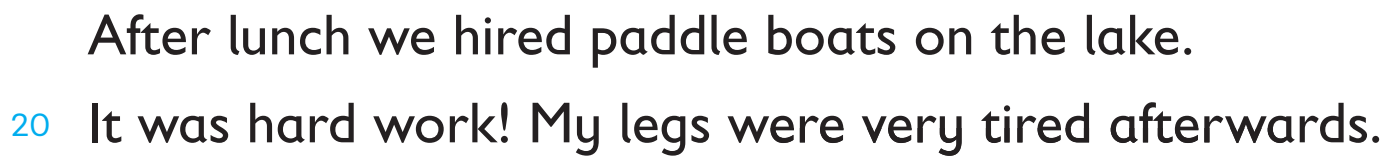 After lunch we hired paddle boats on the lake.
20 It was hard work! My legs were very tired afterwards.